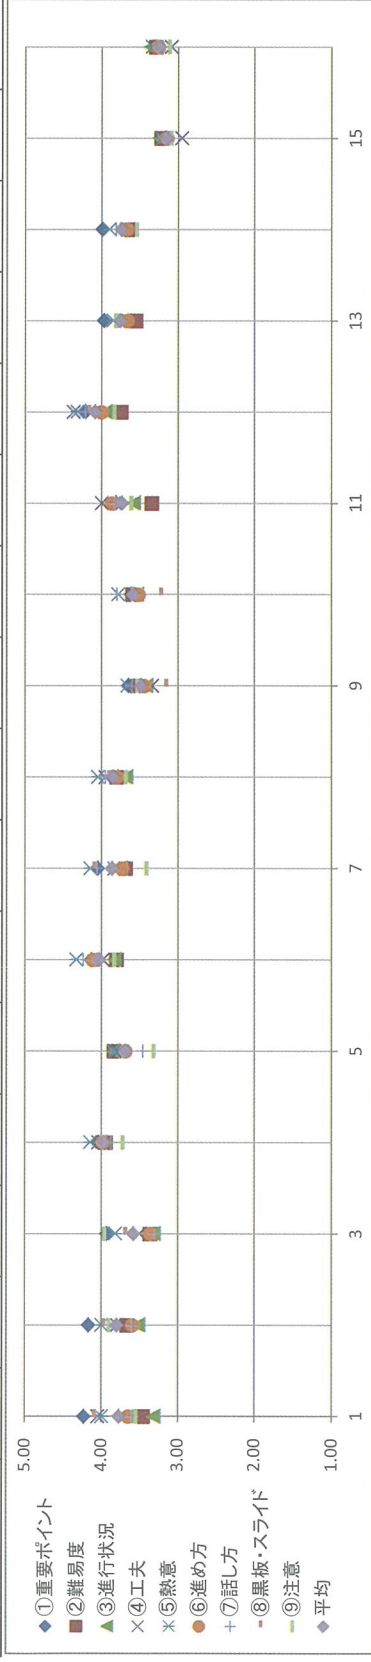 5.00
4.00
3.00
2.00
1.00
1
3
5
7
9
11
13
15
①重要ポイント
②難易度
③進行状況
④工夫
⑤熱意
⑥進め方
⑦話し方
⑧黒板・スライド
⑨注意
平均